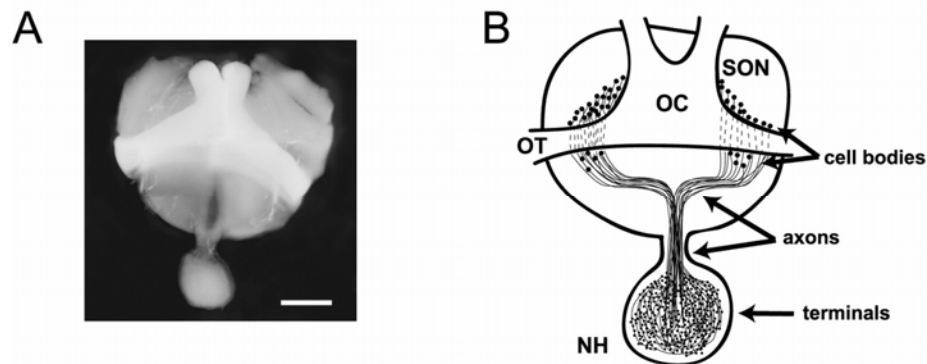 A
B
SON
OC
OT
cell bodies
axons
terminals
NH